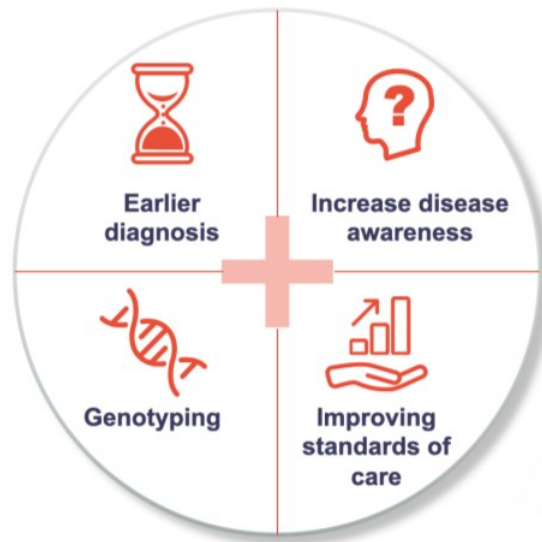 Earlier
diagnosis
Increase disease
awareness
?
Genotyping
Improving
standards of
care